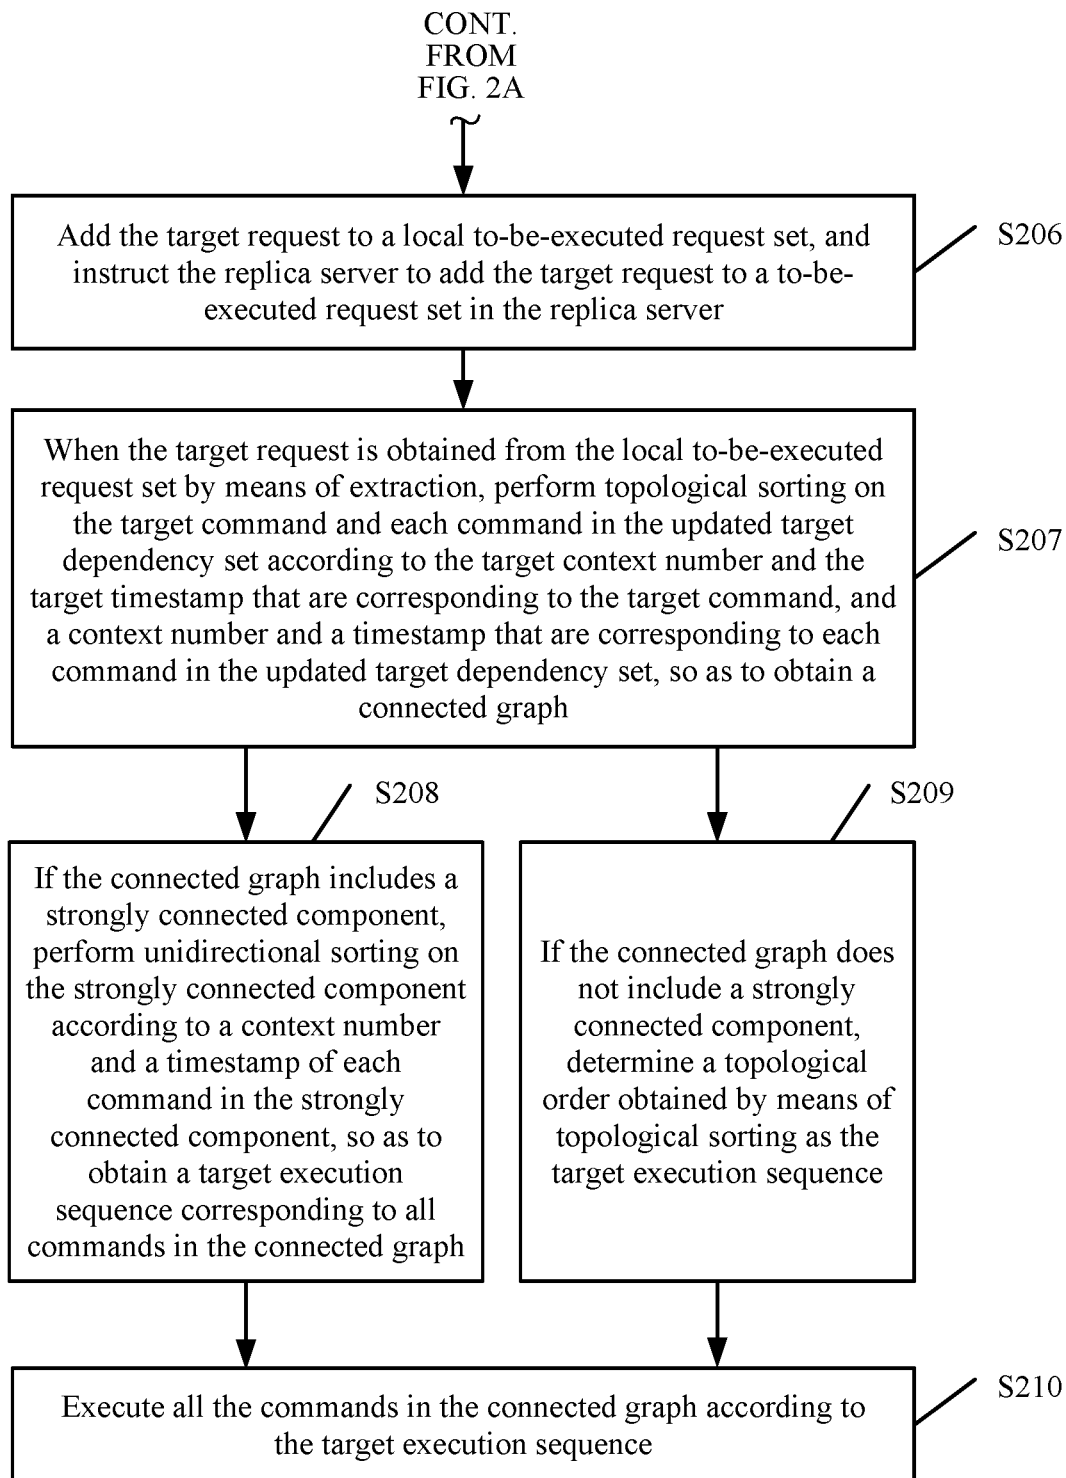 CONT.
FROM
FIG. 2A
Add the target request to a local to-be-executed request set, and
instruct the replica server to add the target request to a to-be-
executed request set in the replica server
S206
When the target request is obtained from the local to-be-executed
request set by means of extraction, perform topological sorting on
the target command and each command in the updated target
dependency set according to the target context number and the
target timestamp that are corresponding to the target command, and
a context number and a timestamp that are corresponding to each
command in the updated target dependency set, so as to obtain a
connected graph
S207
S208
If the connected graph includes a
strongly connected component,
perform unidirectional sorting on
the strongly connected component
according to a context number
and a timestamp of each
command in the strongly
connected component, so as to
obtain a target execution
sequence corresponding to all
commands in the connected graph
S209
If the connected graph does
not include a strongly
connected component,
determine a topological
order obtained by means of
topological sorting as the
target execution sequence
Execute all the commands in the connected graph according to
the target execution sequence
S210